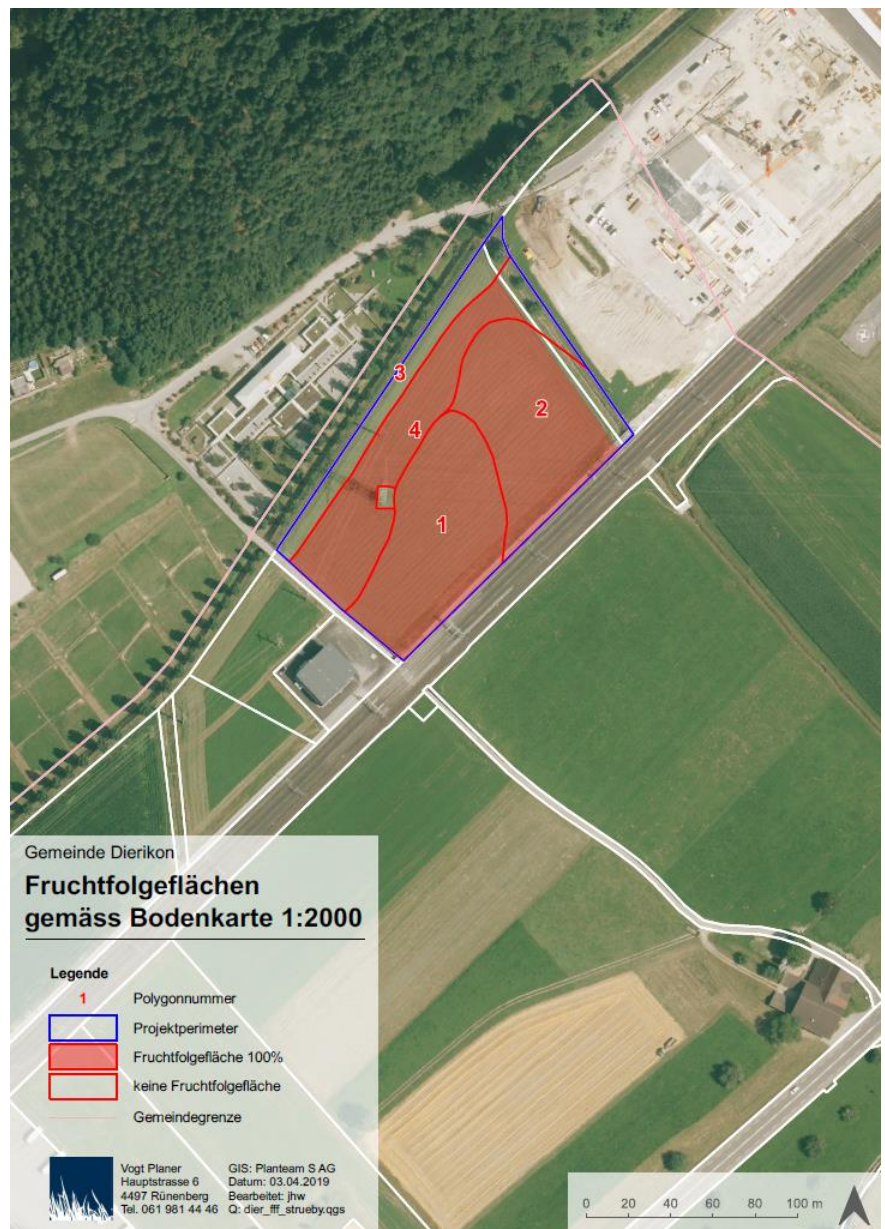 3
4
2
1
Gemeinde Dierikon
Fruchtfolgeflächen
gemäss Bodenkarte 1:2000
Legende
1 Polygonnummer
Projektperimeter
Fruchtfolgefläche 100%
keine Fruchtfolgefläche
Gemeindegrenze
Vogt Planer GIS: Planteam S AG
Hauptstrasse 6 Datum: 03.04.2019
4497 Rünenberg Bearbeitet: jhw
Tel. 061 981 44 46 Q: dier_fff_strueby.qgs
0 20 40 60 80 100 m